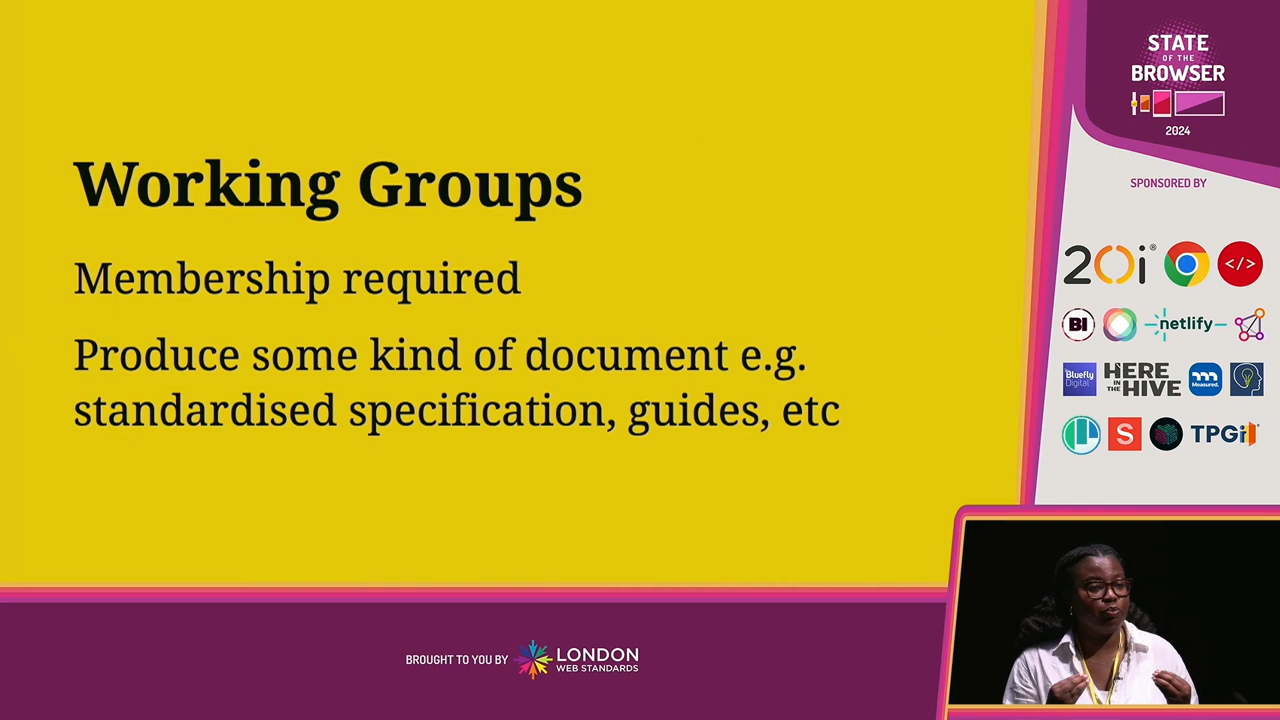 Working Groups
Membership required
Produce some kind of document e.g.
standardised specification, guides, etc
STATE
OF THE
BROWSER
2024
SPONSORED BY
20i®
</>
BI
netlify
Bluefly
Digital
HERE
IN THE
HIVE
Measured.
S
TPGi
BROUGHT TO YOU BY
LONDON
WEB STANDARDS